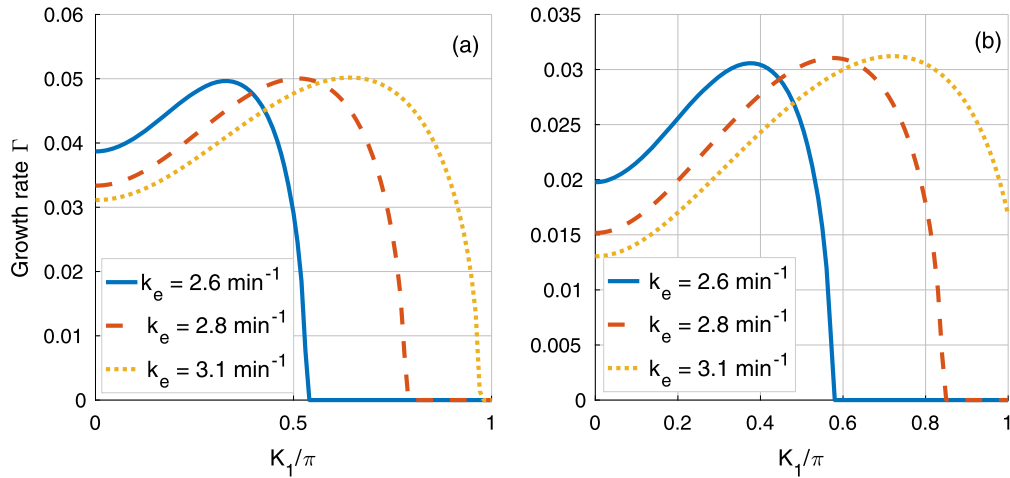 (a)
Growth rate Γ
0.06
0.05
0.04
0.03
0.02
0.01
0
k_e = 2.6 min^-1
k_e = 2.8 min^-1
k_e = 3.1 min^-1
0
0.5
1
K_1/π
(b)
0.035
0.03
0.025
0.02
0.015
0.01
0.005
0
k_e = 2.6 min^-1
k_e = 2.8 min^-1
k_e = 3.1 min^-1
0
0.2
0.4
0.6
0.8
1
K_1/π